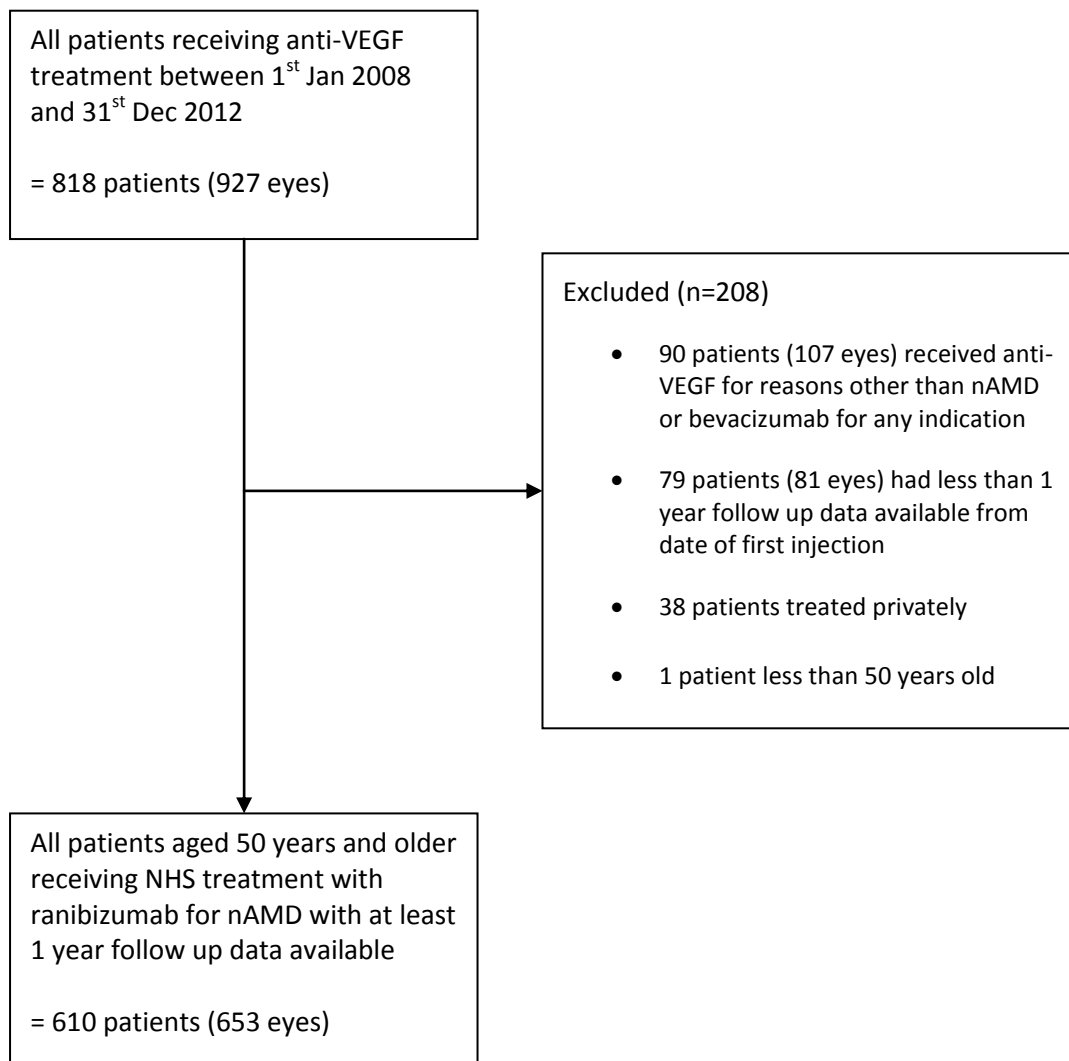 All patients receiving anti-VEGF
treatment between 1st Jan 2008
and 31st Dec 2012
= 818 patients (927 eyes)
Excluded (n=208)
• 90 patients (107 eyes) received anti-
VEGF for reasons other than nAMD
or bevacizumab for any indication
• 79 patients (81 eyes) had less than 1
year follow up data available from
date of first injection
• 38 patients treated privately
• 1 patient less than 50 years old
All patients aged 50 years and older
receiving NHS treatment with
ranibizumab for nAMD with at least
1 year follow up data available
= 610 patients (653 eyes)